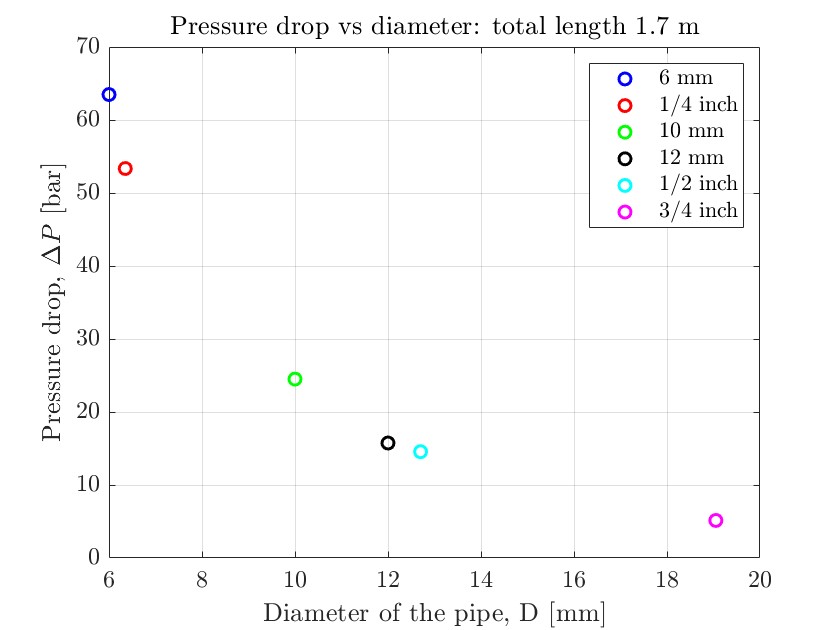 Pressure drop vs diameter: total length 1.7 m
70
60
50
40
30
20
10
0
Pressure drop, ΔP [bar]
6 mm
1/4 inch
10 mm
12 mm
1/2 inch
3/4 inch
6 8 10 12 14 16 18 20
Diameter of the pipe, D [mm]